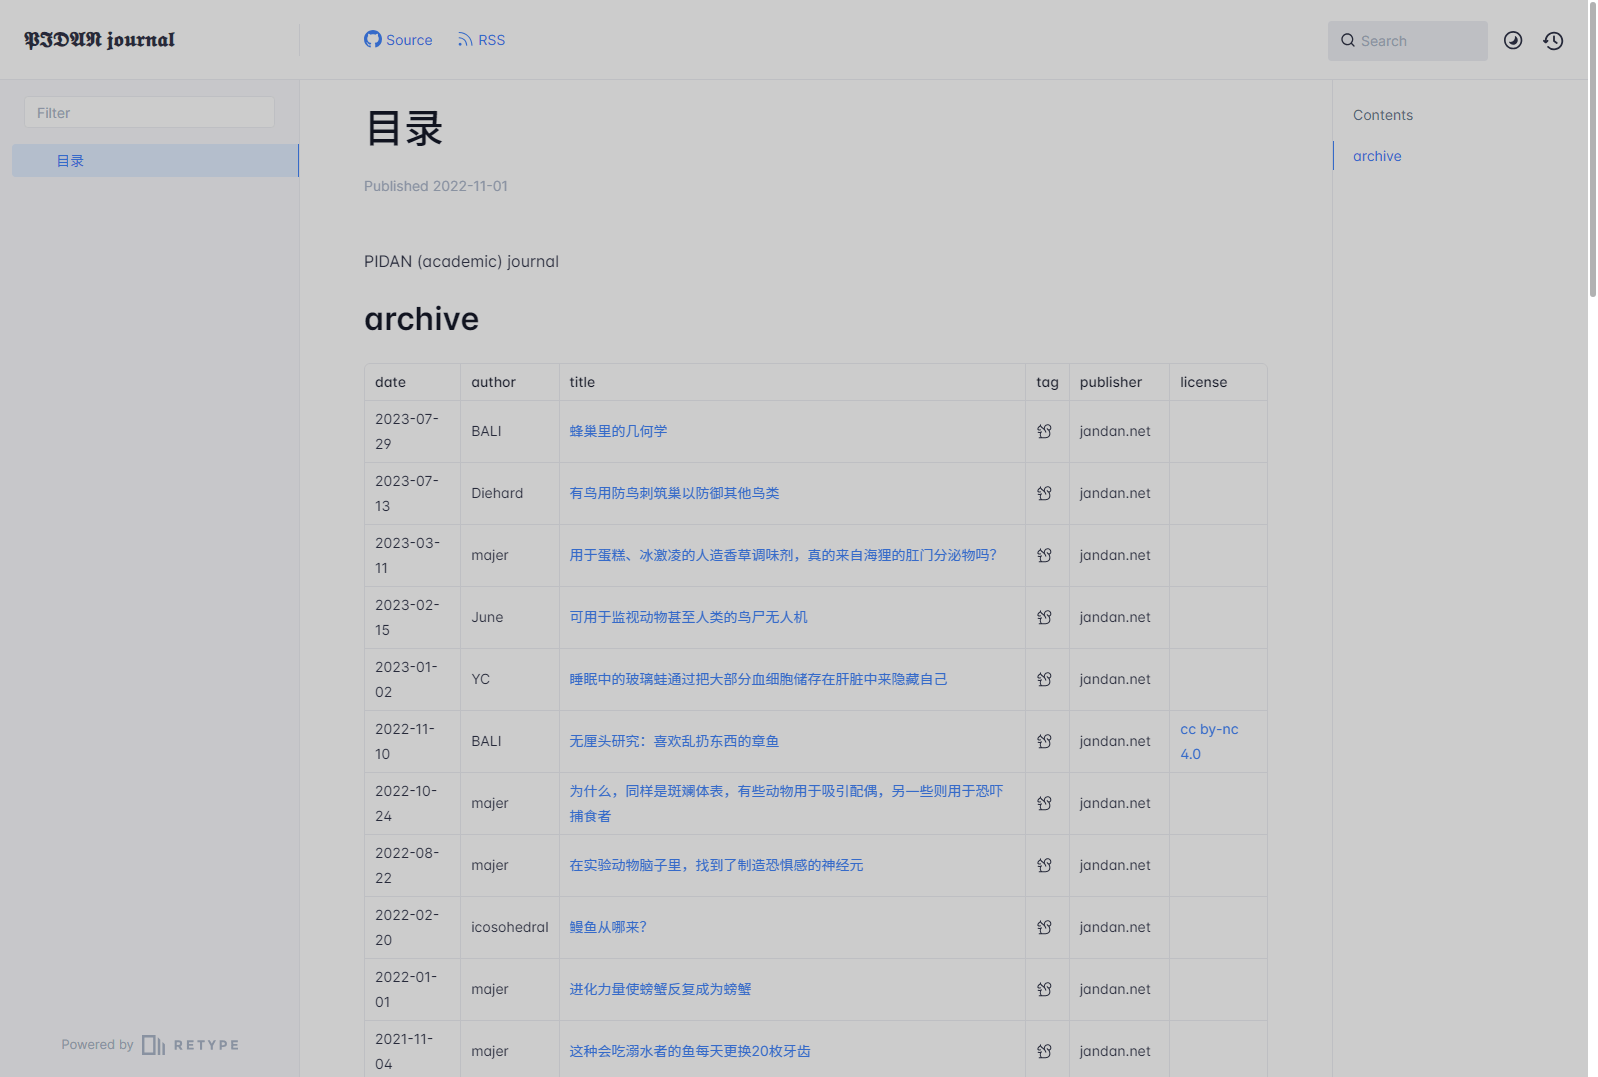 PIDAN journal
Source
RSS
Search
Filter
目录
目录
Published 2022-11-01
PIDAN (academic) journal
archive
Contents
archive
date author title tag publisher license
2023-07-
29
BALI
蜂巢里的几何学
jandan.net
2023-07-
13
Diehard
有鸟用防鸟刺筑巢以防御其他鸟类
jandan.net
2023-03-
11
majer
用于蛋糕、冰激凌的人造香草调味剂，真的来自海狸的肛门分泌物吗？
jandan.net
2023-02-
15
June
可用于监视动物甚至人类的鸟尸无人机
jandan.net
2023-01-
02
YC
睡眠中的玻璃蛙通过把大部分血细胞储存在肝脏中来隐藏自己
jandan.net
2022-11-
10
BALI
无厘头研究：喜欢乱扔东西的章鱼
jandan.net
cc by-nc
4.0
2022-10-
24
majer
为什么，同样是斑斓体表，有些动物用于吸引配偶，另一些则用于恐吓
捕食者
jandan.net
2022-08-
22
majer
在实验动物脑子里，找到了制造恐惧感的神经元
jandan.net
2022-02-
20
icosohedral
鳗鱼从哪来？
jandan.net
2022-01-
01
majer
进化力量使螃蟹反复成为螃蟹
jandan.net
2021-11-
04
majer
这种会吃溺水者的鱼每天更换20枚牙齿
jandan.net
Powered by RETYPE